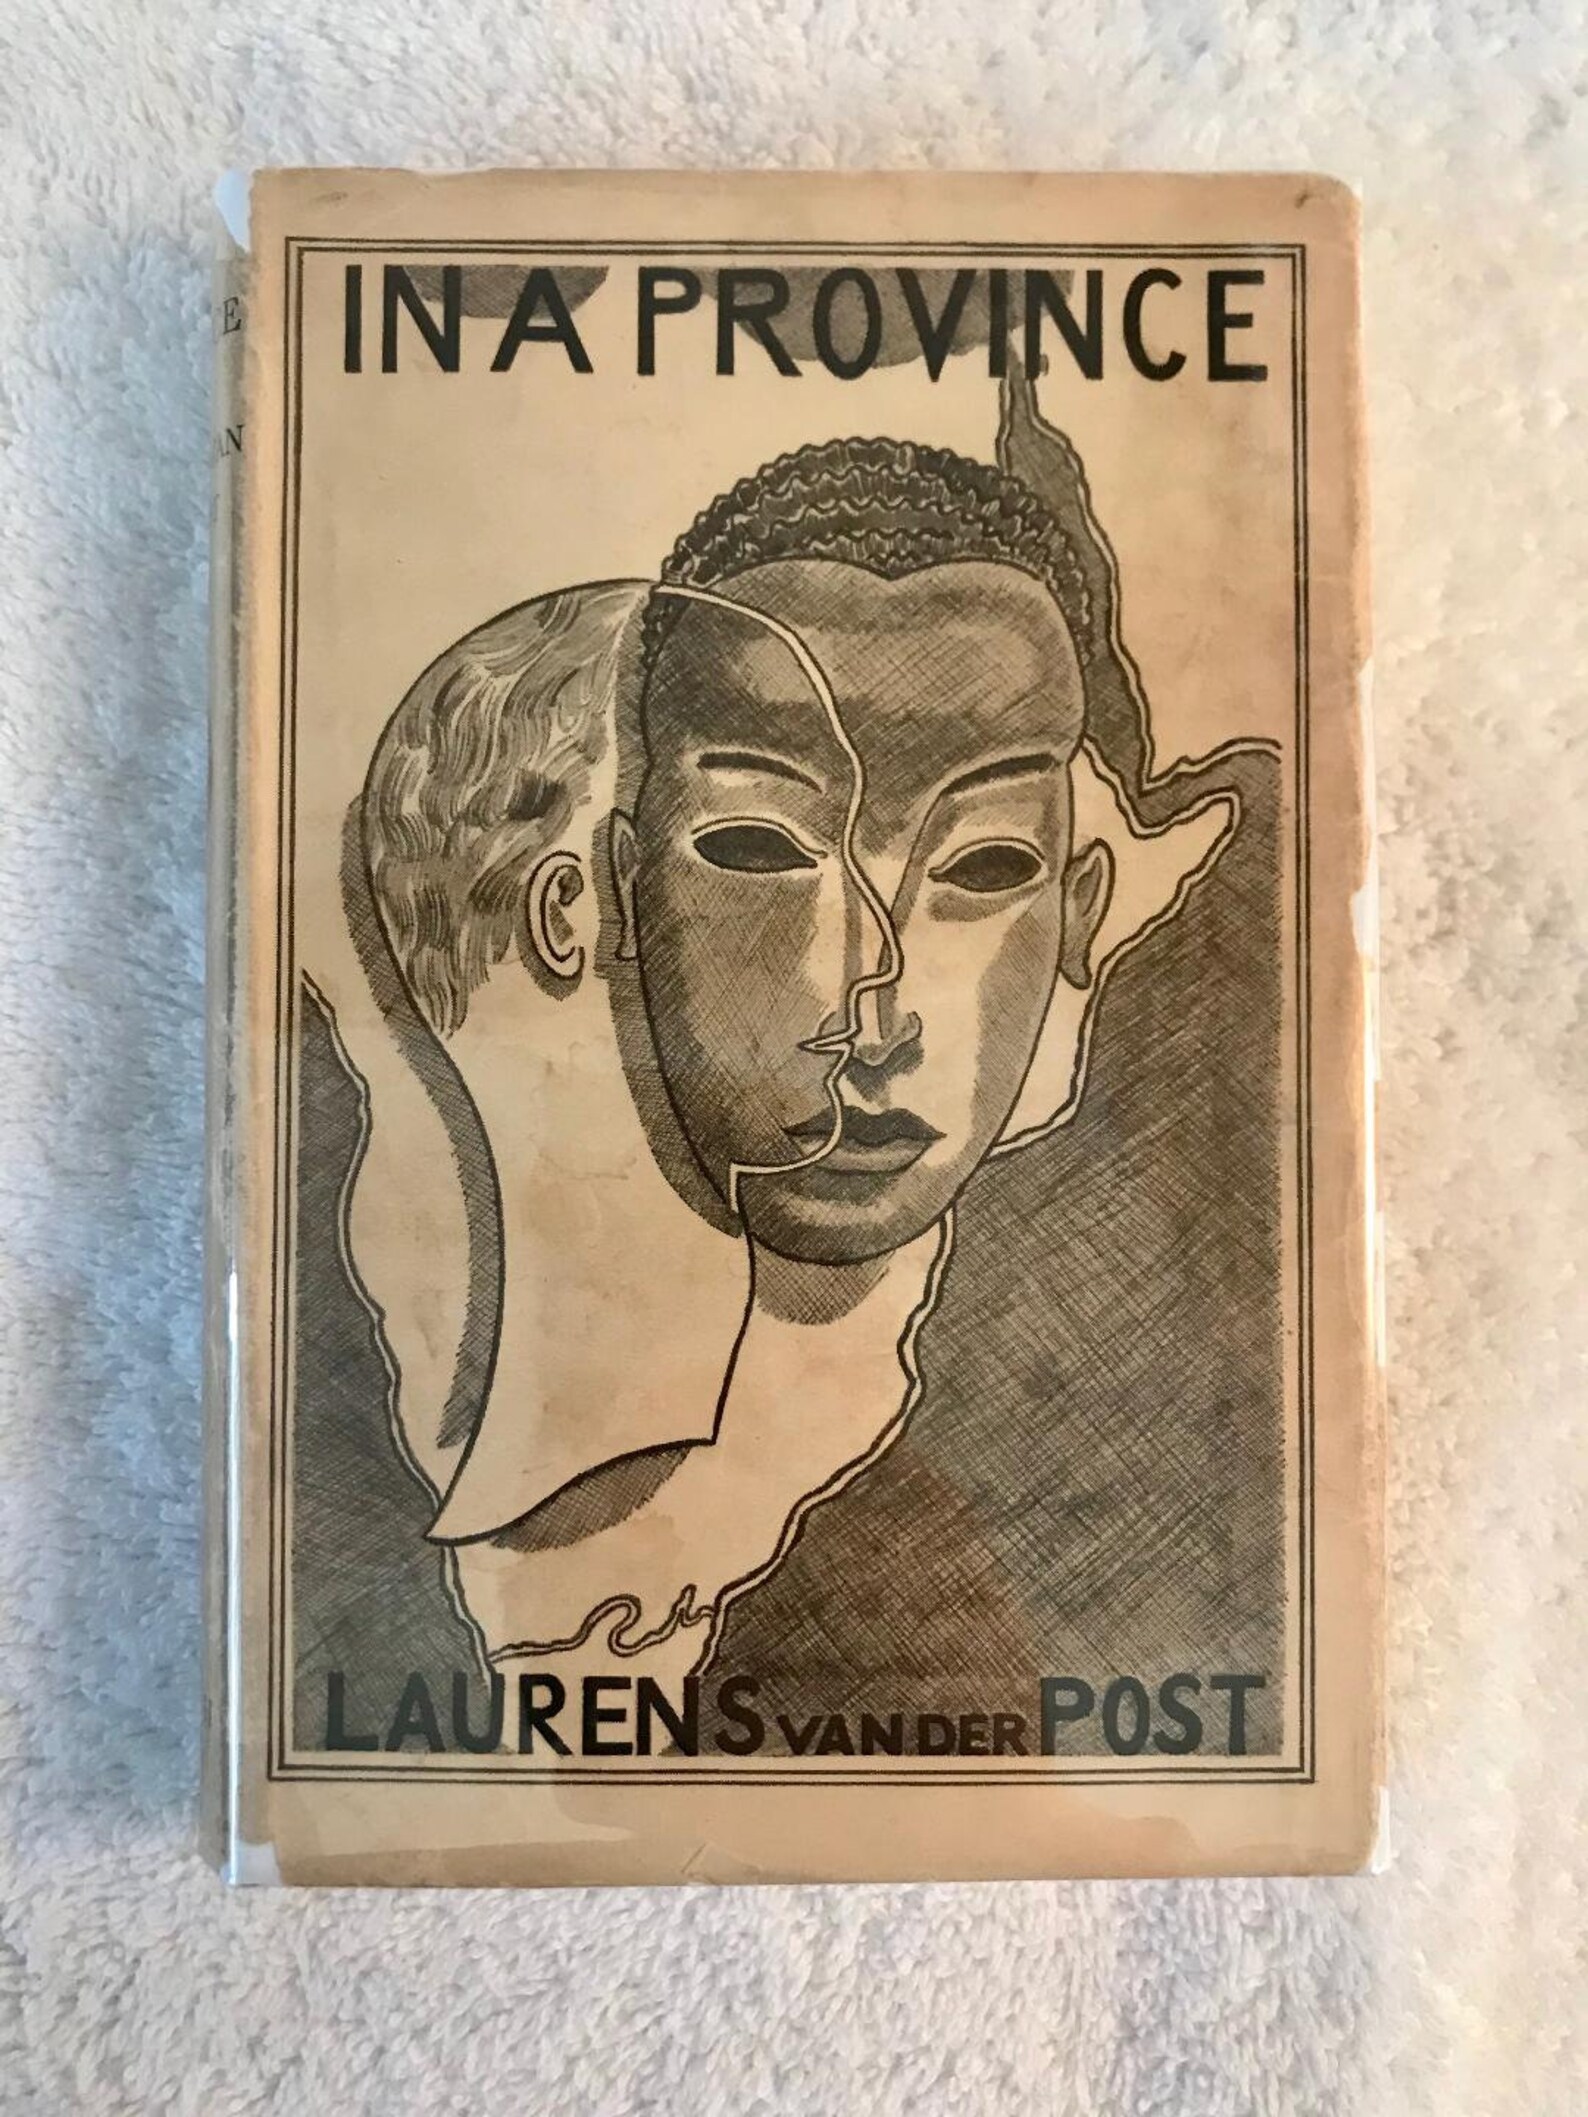 IN A PROVINCE
LAURENS VAN DER POST